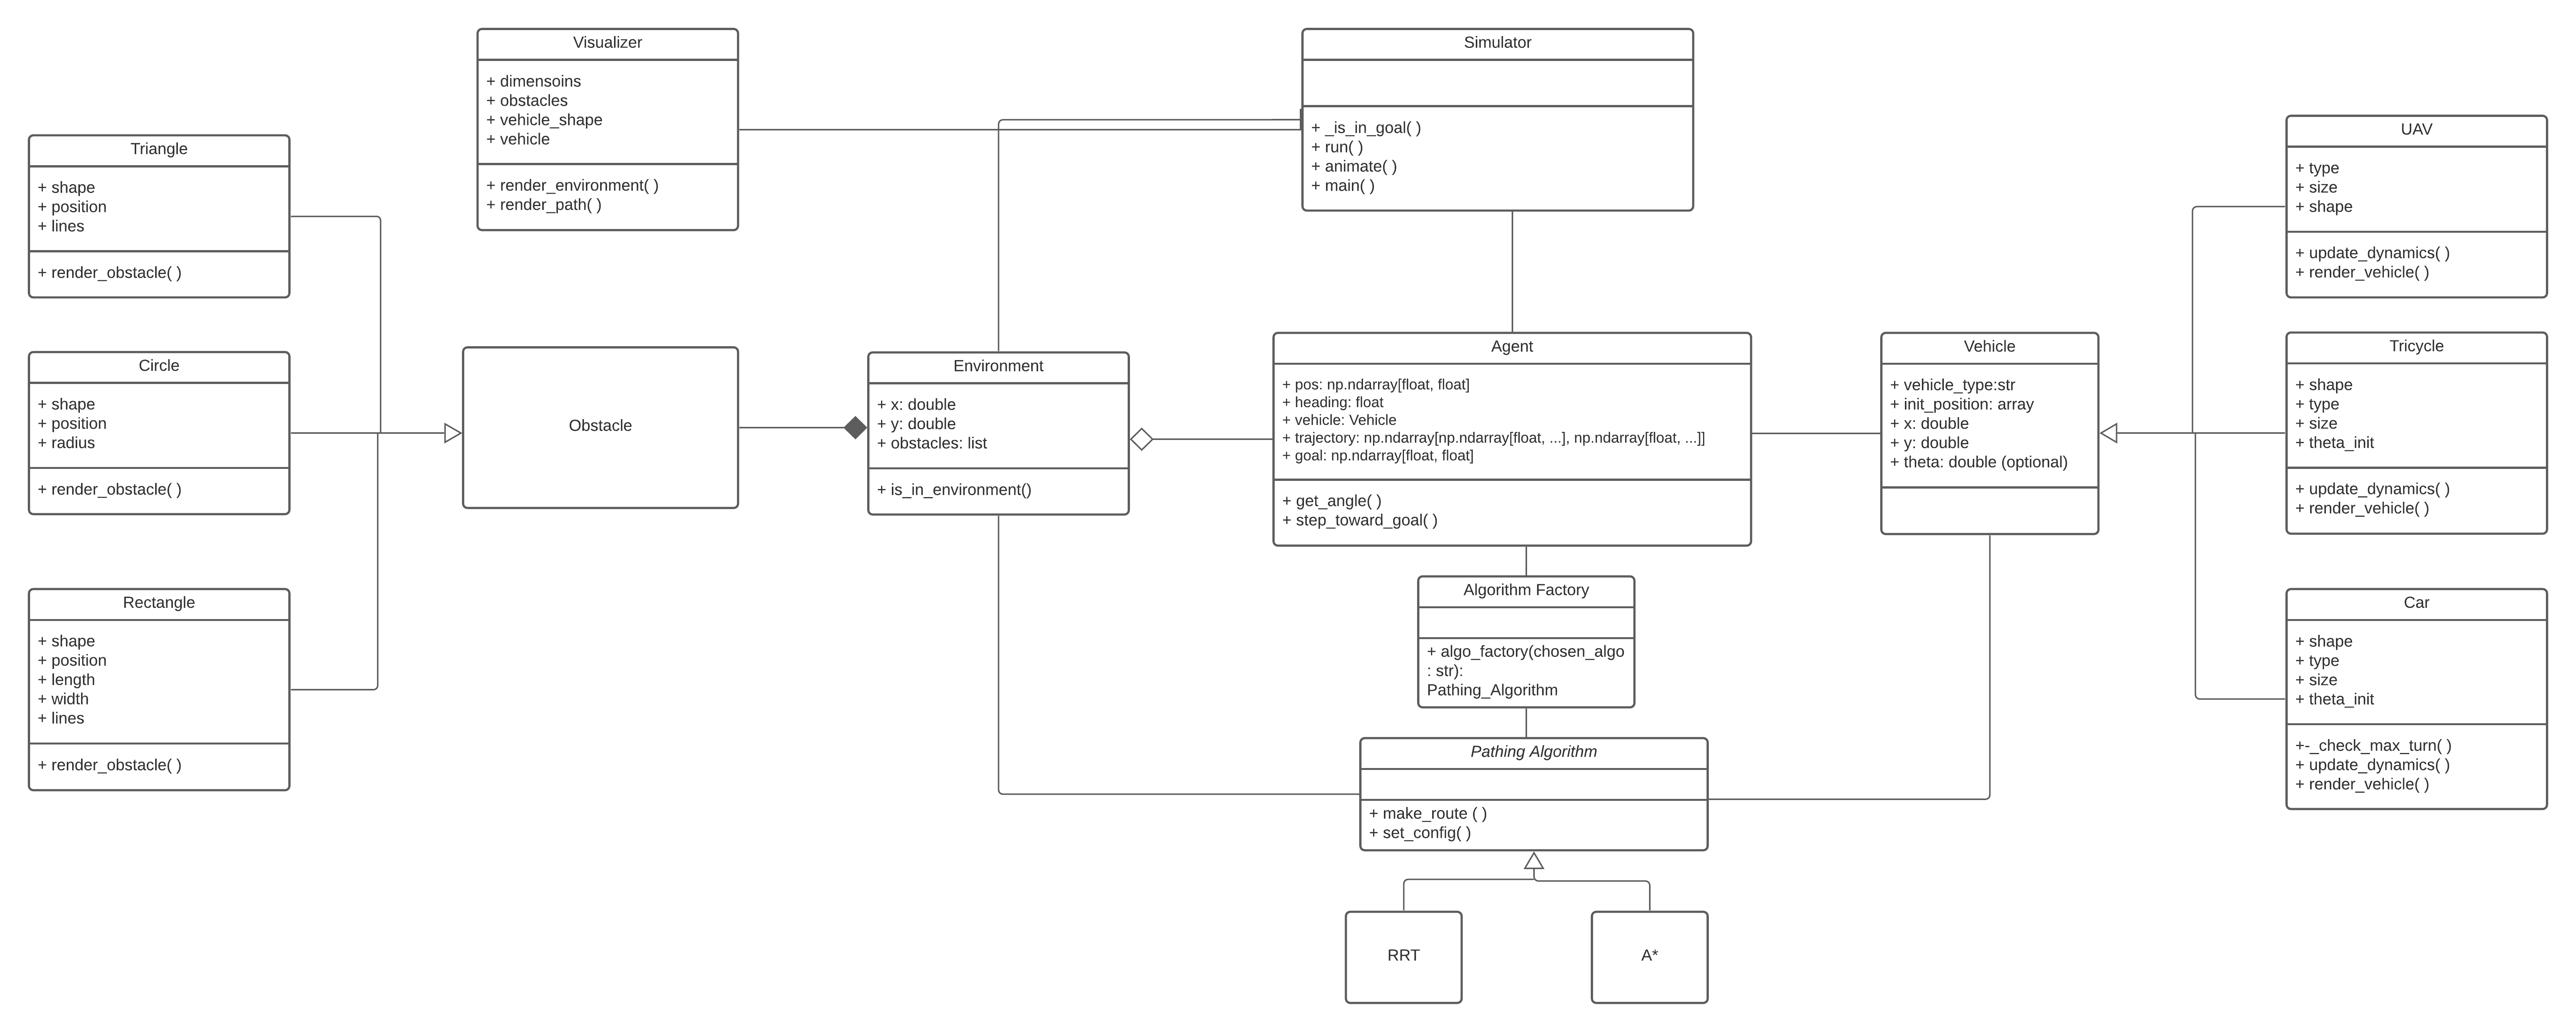 Visualizer
+ dimensoins
+ obstacles
+ vehicle_shape
+ vehicle
+ render_environment( )
+ render_path( )
Simulator
+ _is_in_goal( )
+ run( )
+ animate( )
+ main( )
Triangle
+ shape
+ position
+ lines
+ render_obstacle( )
UAV
+ type
+ size
+ shape
+ update_dynamics( )
+ render_vehicle( )
Circle
+ shape
+ position
+ radius
+ render_obstacle( )
Obstacle
Environment
+ x: double
+ y: double
+ obstacles: list
+ is_in_environment()
Agent
+ pos: np.ndarray[float, float]
+ heading: float
+ vehicle: Vehicle
+ trajectory: np.ndarray[np.ndarray[float, ...], np.ndarray[float, ...]]
+ goal: np.ndarray[float, float]
+ get_angle( )
+ step_toward_goal( )
Vehicle
+ vehicle_type:str
+ init_position: array
+ x: double
+ y: double
+ theta: double (optional)
Tricycle
+ shape
+ type
+ size
+ theta_init
+ update_dynamics( )
+ render_vehicle( )
Rectangle
+ shape
+ position
+ length
+ width
+ lines
+ render_obstacle( )
Algorithm Factory
+ algo_factory(chosen_algo
: str):
Pathing_Algorithm
Car
+ shape
+ type
+ size
+ theta_init
+-_check_max_turn( )
+ update_dynamics( )
+ render_vehicle( )
Pathing Algorithm
+ make_route ( )
+ set_config( )
RRT
A*